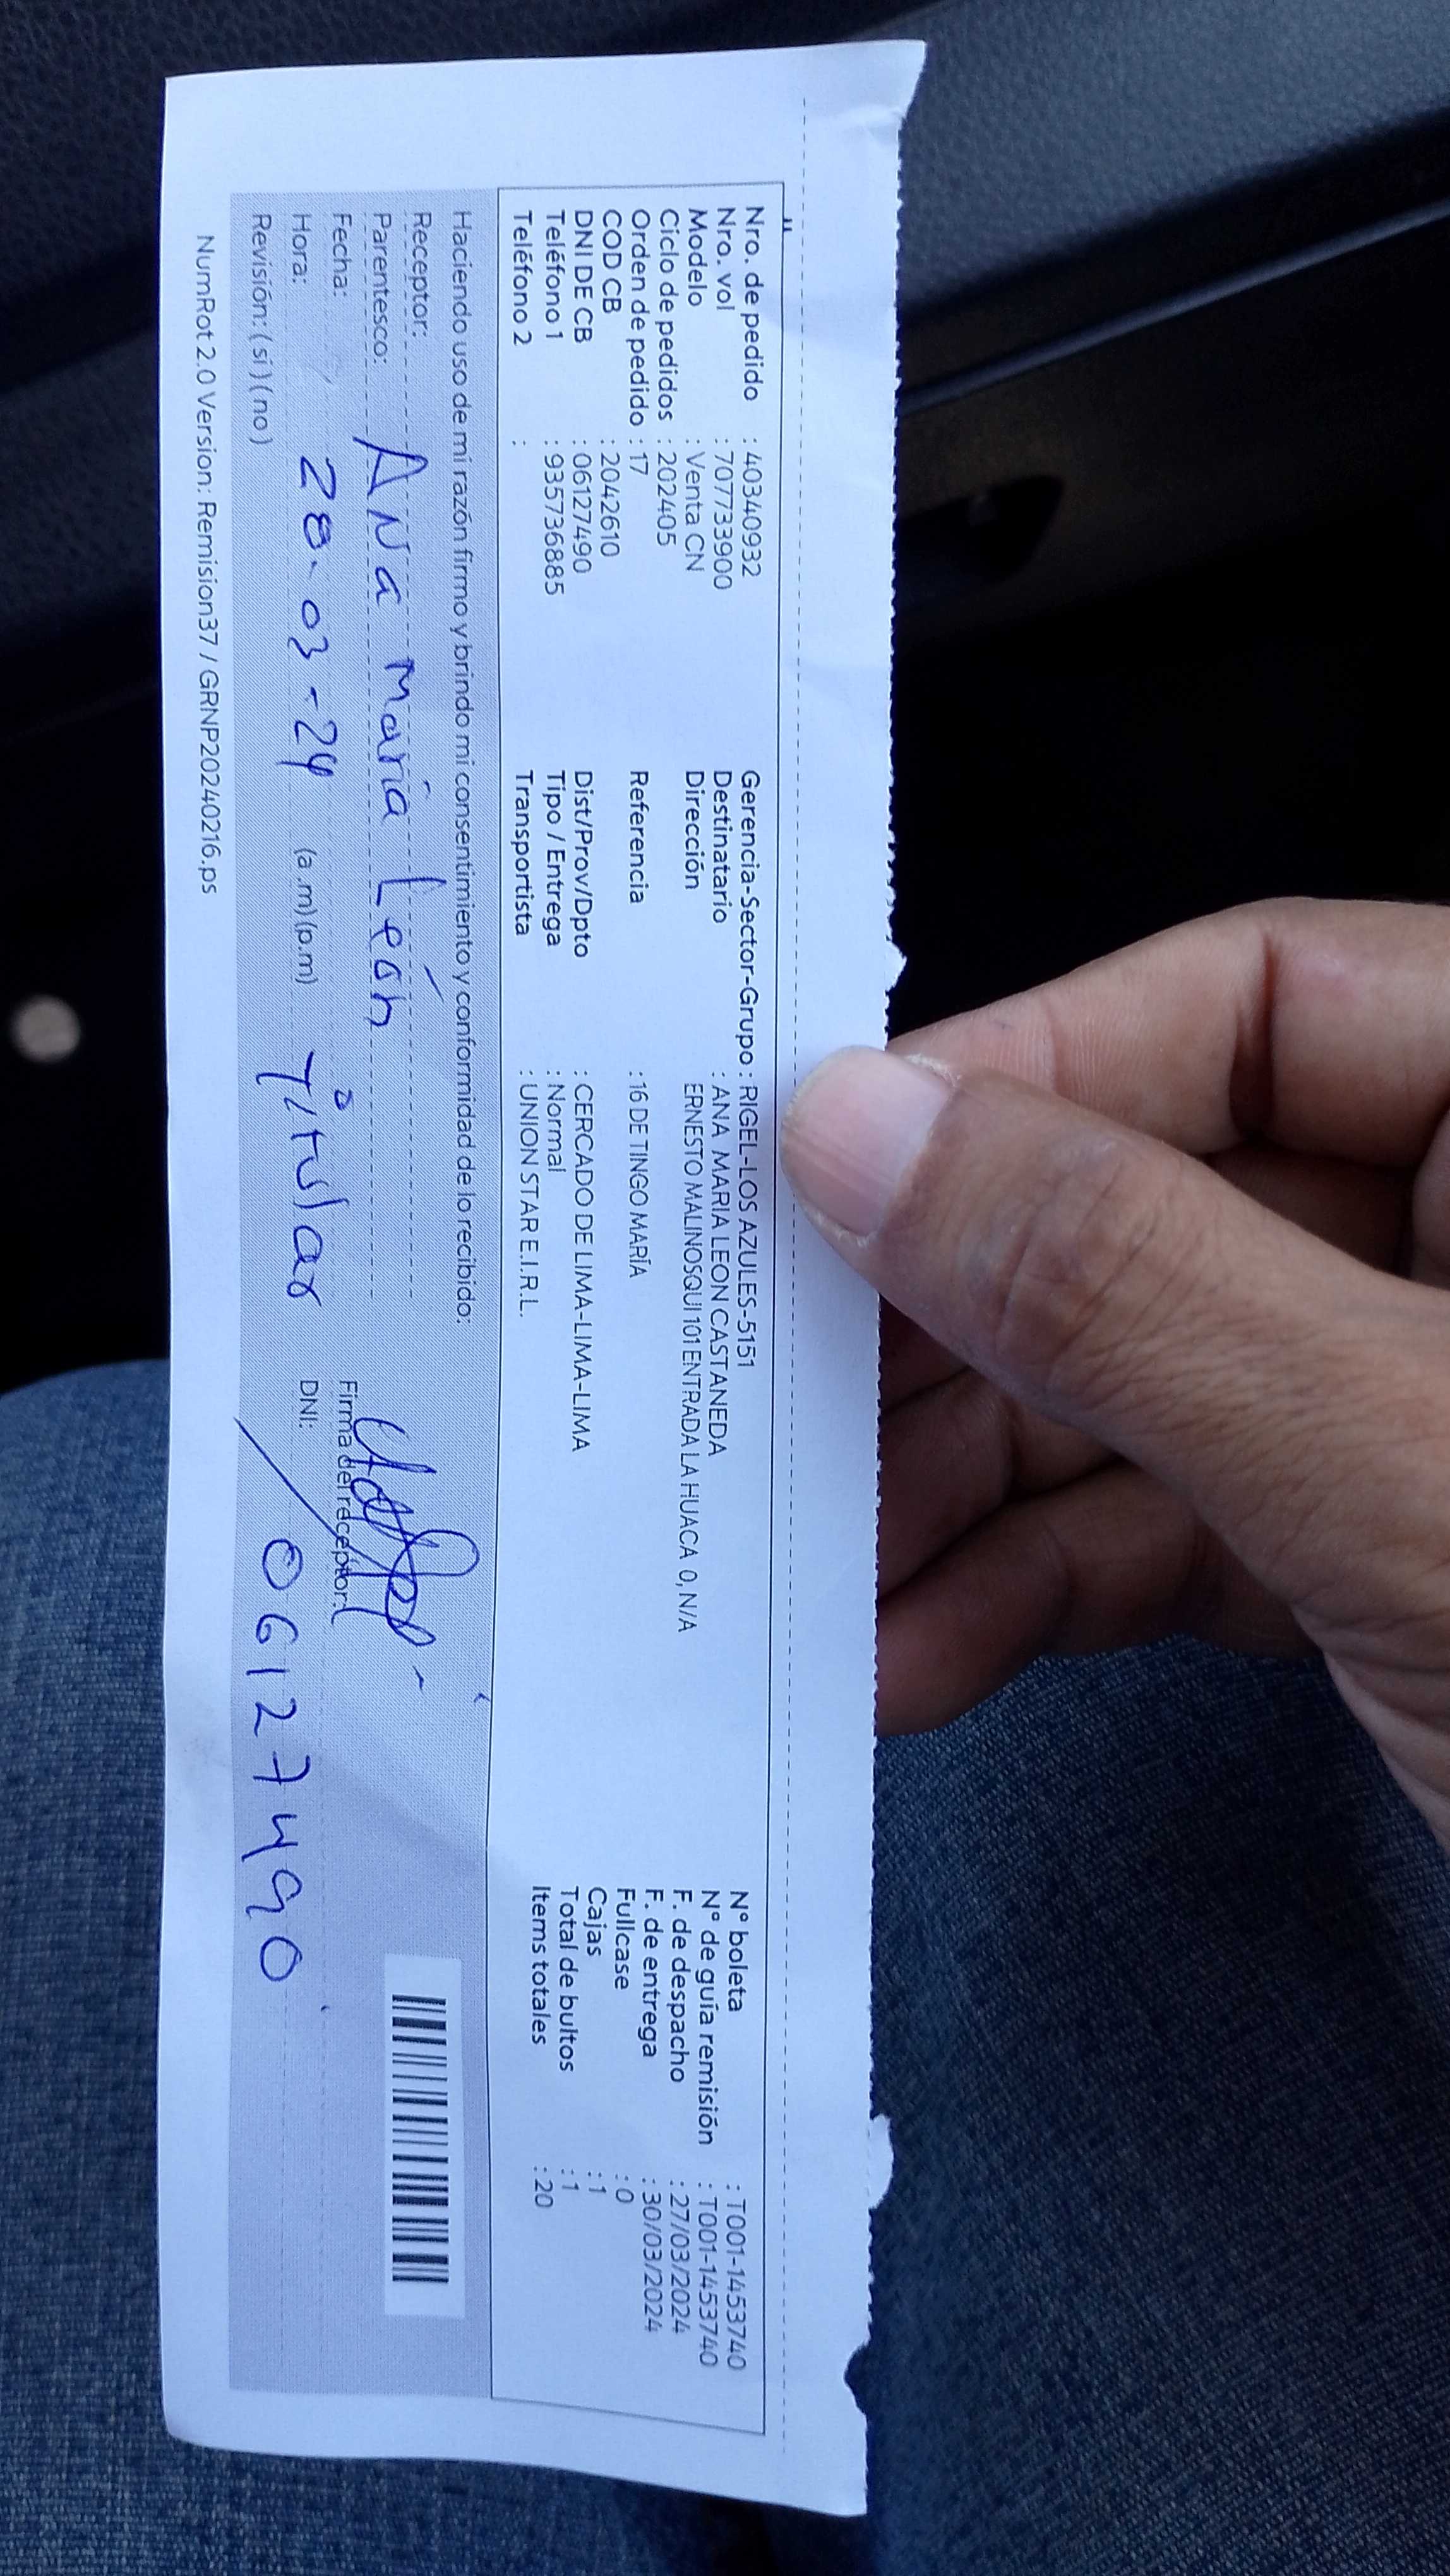 Nro. de pedido : 40340932
Nro. vol : 707733900
Modelo : Venta CN
Ciclo de pedidos : 202405
Orden de pedido : 17
COD CB : 2042610
DNI DE CB : 06127490
Teléfono 1 : 935736885
Teléfono 2 :
Gerencia-Sector-Grupo : RIGEL-LOS AZULES-5151
Destinatario : ANA MARIA LEON CASTANEDA
Dirección ERNESTO MALINOSQUI 101 ENTRADA LA HUACA 0, N/A
Referencia : 16 DE TINGO MARÍA
Dist/Prov/Dpto : CERCADO DE LIMA-LIMA-LIMA
Tipo / Entrega : Normal
Transportista : UNION STAR E.I.R.L.
N° boleta : T001-1453740
N° de guía remisión : T001-1453740
F. de despacho : 27/03/2024
F. de entrega : 30/03/2024
Fullcase : 0
Cajas : 1
Total de bultos : 1
Items totales : 20
Haciendo uso de mi razón firmo y brindo mi consentimiento y conformidad de lo recibido:
Receptor:
Parentesco: ANa maria León
Fecha:
Hora: 28-03-24 (a.m)(p.m) Titular
Revisión: (si)(no)
Firma del receptor:
DNI: 06127490
NumRot 2.0 Version: Remision37 / GRNP20240216.ps